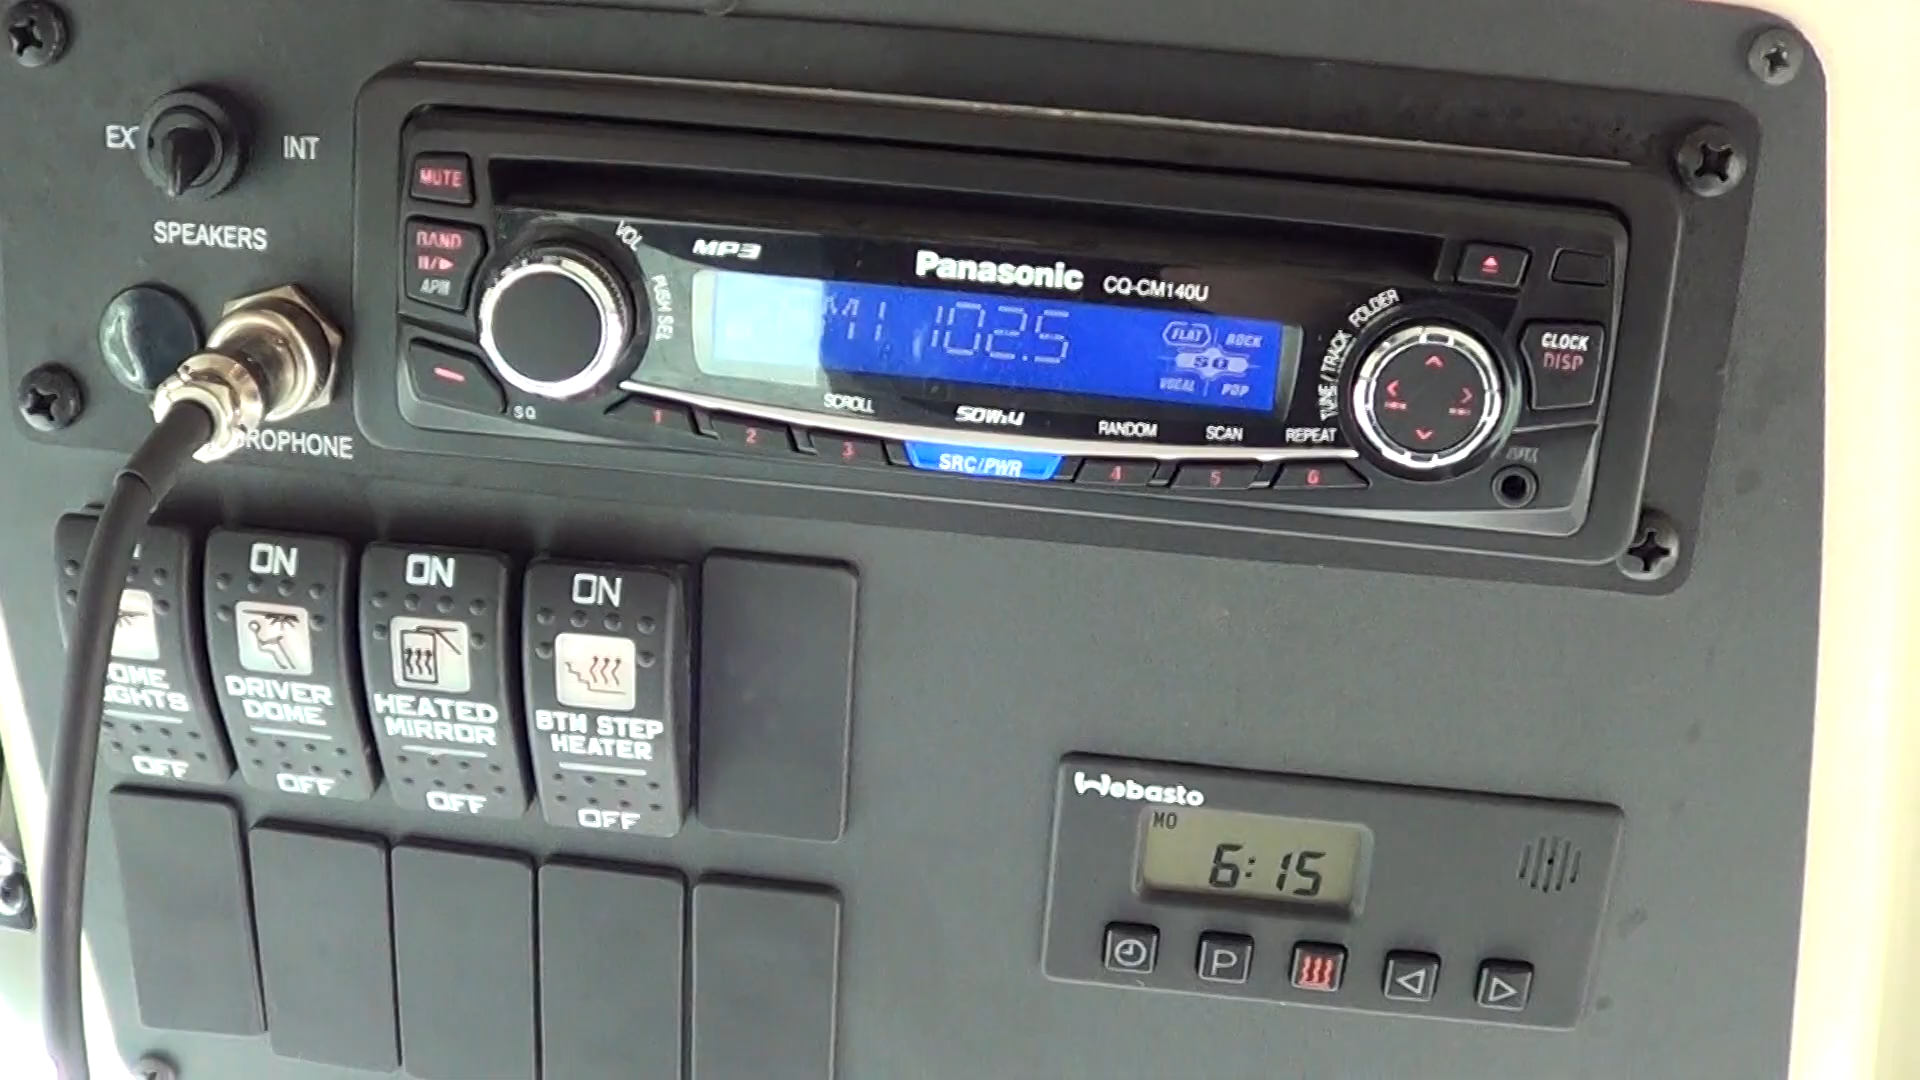 EXT
INT
SPEAKERS
MICROPHONE
MUTE
BAND
APM
VOL
PUSH SEL
SQ
MP3
Panasonic CQ-CM140U
FM1 102.5
FLAT ROCK
SQ
VOCAL POP
SCROLL
50Wx4
RANDOM
SCAN
REPEAT
1
2
3
SRC/PWR
4
5
6
TUNE / TRACK
FOLDER
CLOCK
DISP
DOME
LIGHTS
OFF
ON
DRIVER
DOME
OFF
ON
HEATED
MIRROR
OFF
ON
BTM STEP
HEATER
OFF
Webasto
MO
6:15
P